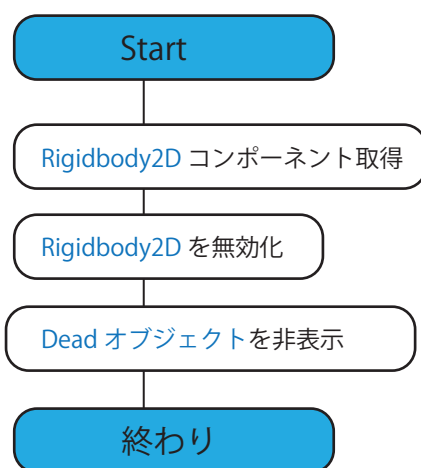 Start
Rigidbody2D コンポーネント取得
Rigidbody2D を無効化
Dead オブジェクトを非表示
終わり